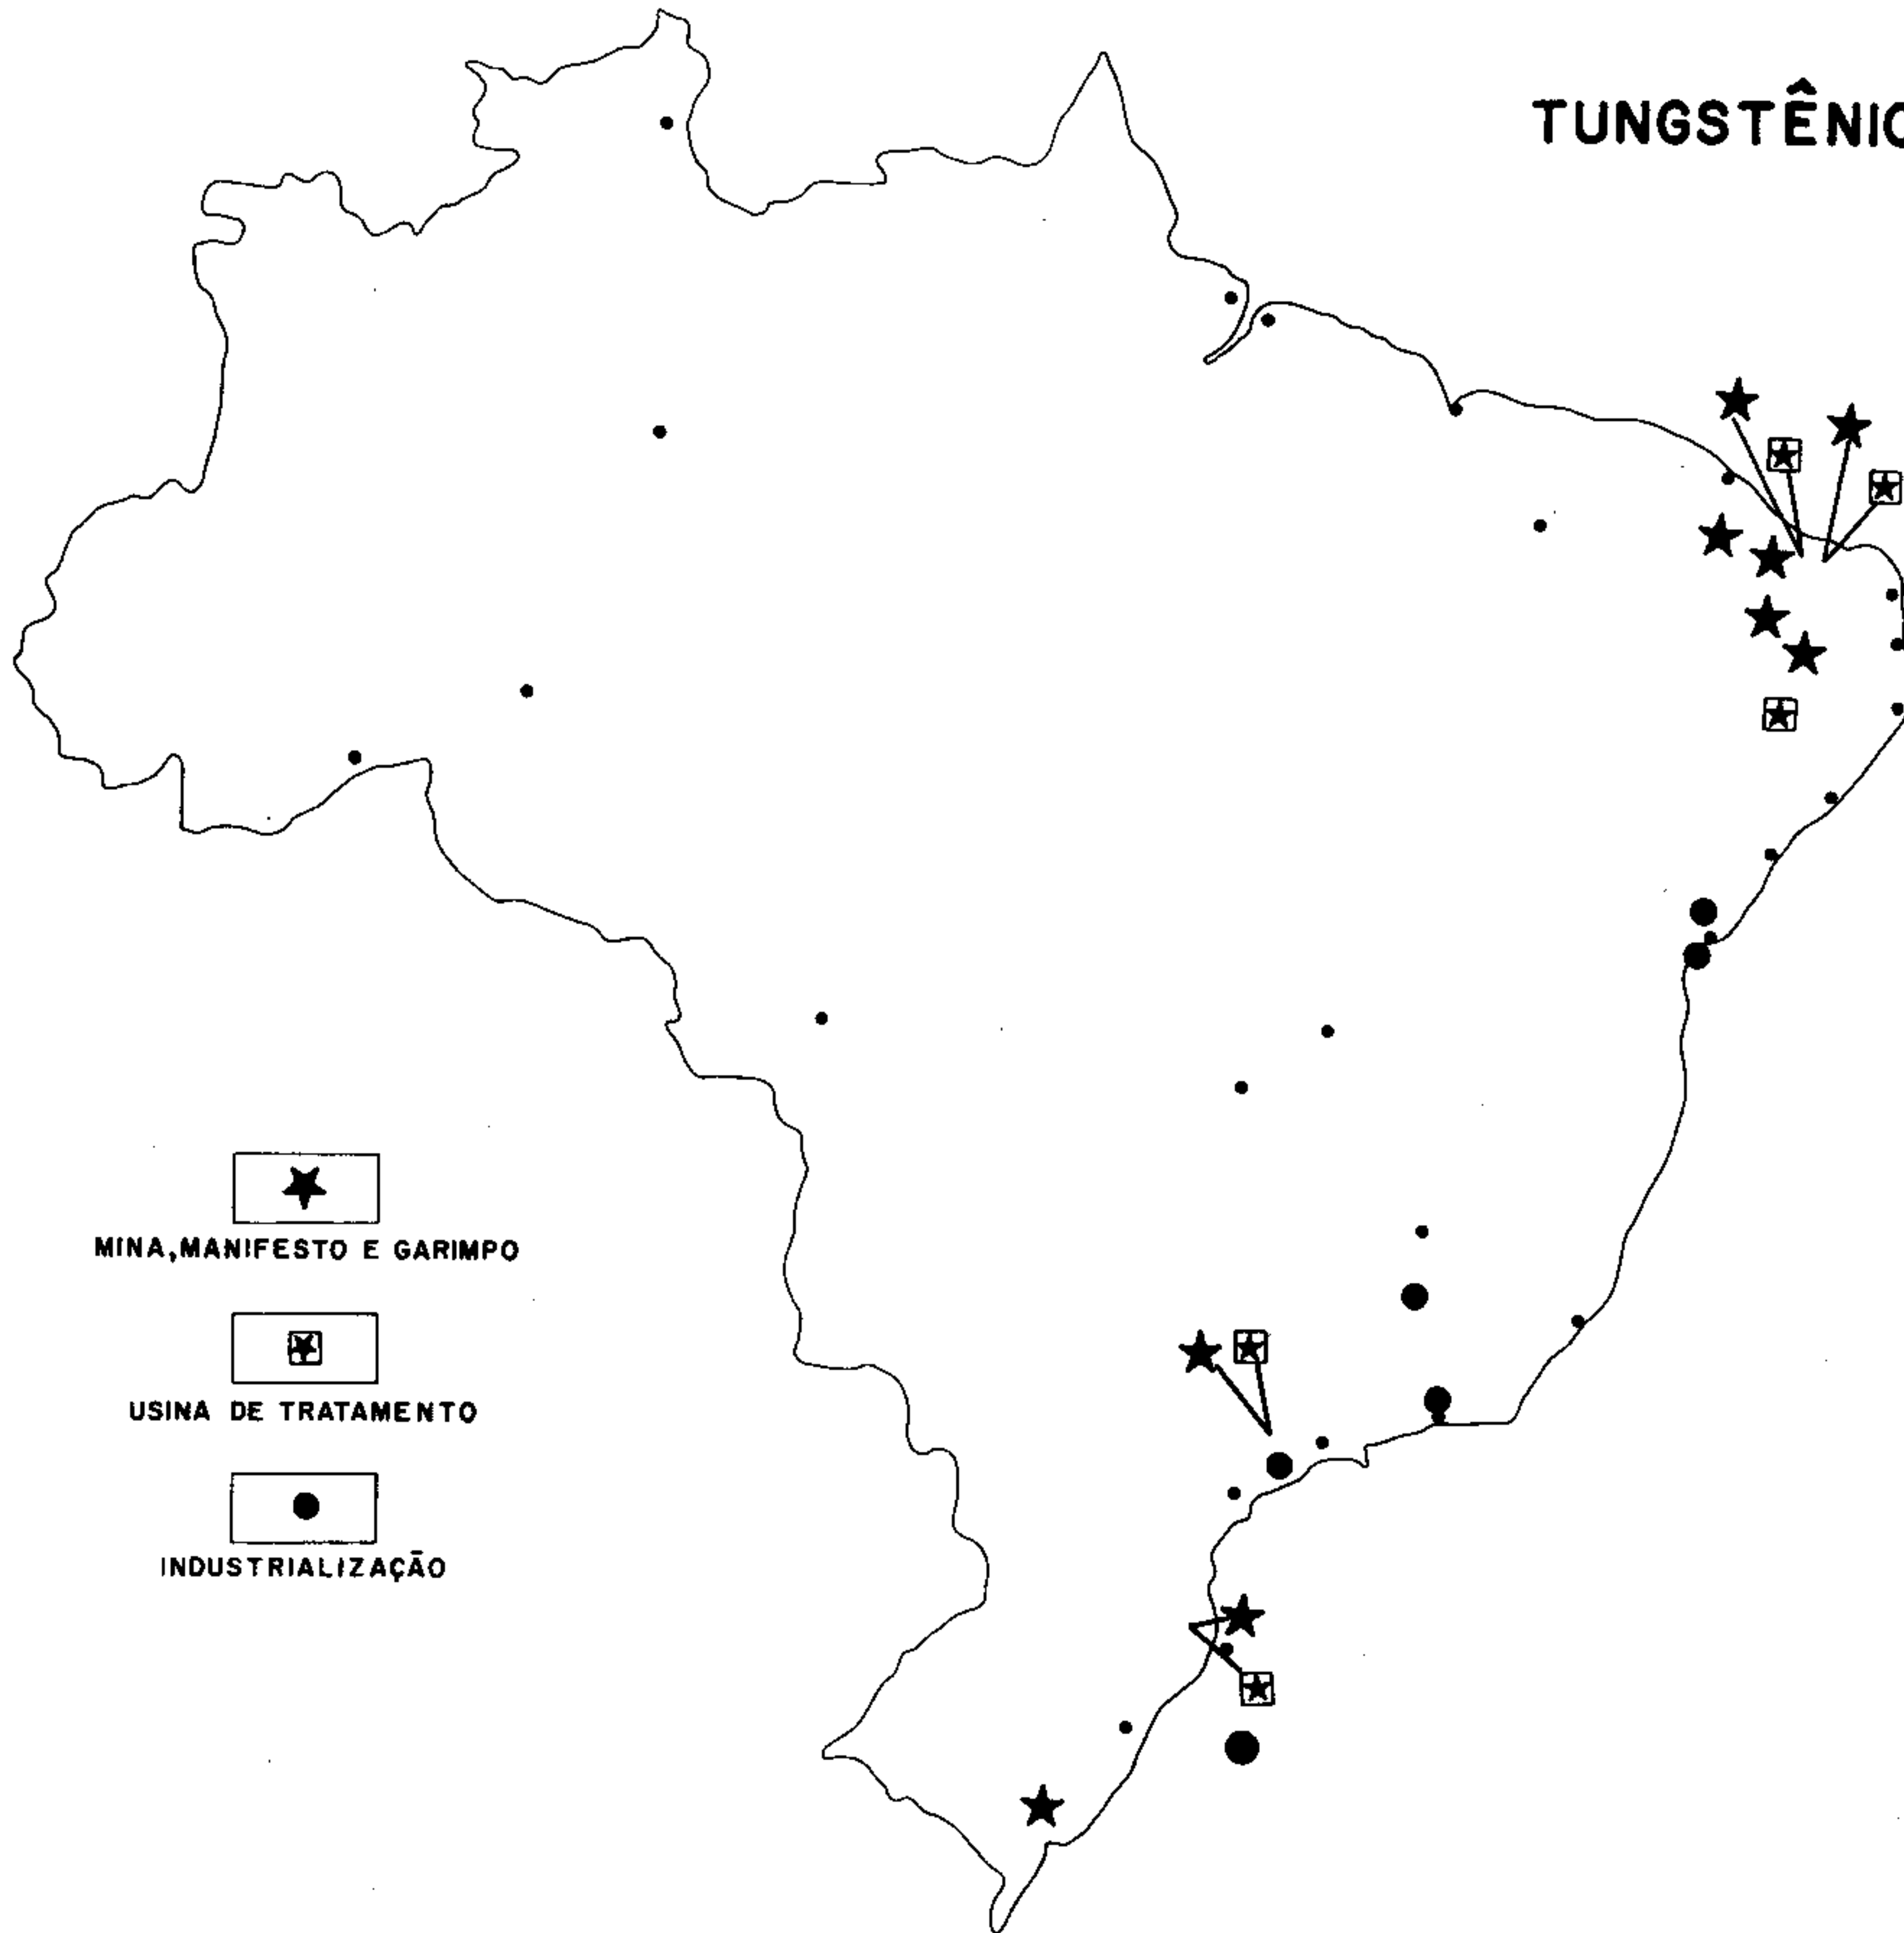 TUNGSTÊNIO
MINA, MANIFESTO E GARIMPO
USINA DE TRATAMENTO
INDUSTRIALIZAÇÃO